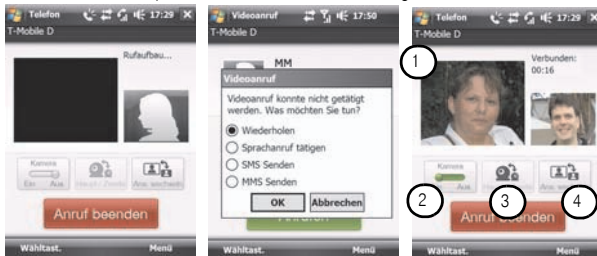 Telefon 17:29
T-Mobile D
Rufaufbau...
Kamera
Ein Aus
Anruf beenden
Wähltast. Menü
Videoanruf 17:50
T-Mobile D
MM
Videoanruf
Videoanruf konnte nicht getätigt
werden. Was möchten Sie tun?
Wiederholen
Sprachanruf tätigen
SMS Senden
MMS Senden
OK Abbrechen
Anrufen
Wähltast. Menü
Telefon 17:29
T-Mobile D
1
Verbunden:
00:16
Kamera
Ein Aus
2 3 4
Anruf beenden
Wähltast. Menü